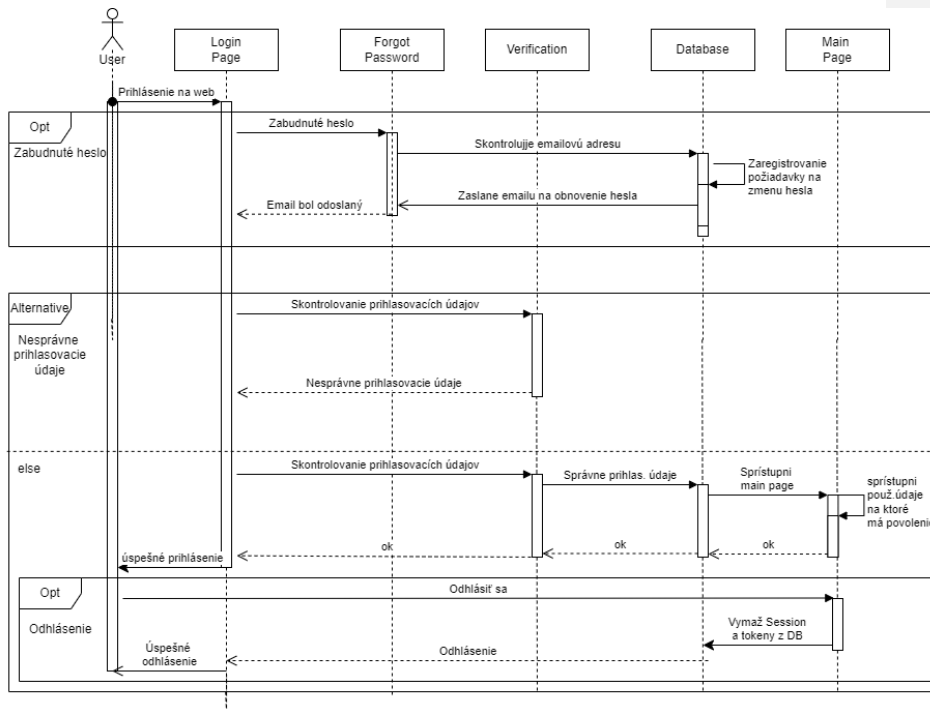 User
Login
Page
Forgot
Password
Verification
Database
Main
Page
Prihlásenie na web
Opt
Zabudnuté heslo
Zabudnuté heslo
Skontrolujje emailovú adresu
Zaregistrovanie
požiadavky na
zmenu hesla
Zaslane emailu na obnovenie hesla
Email bol odoslaný
Alternative
Nesprávne
prihlasovacie
údaje
Skontrolovanie prihlasovacích údajov
Nesprávne prihlasovacie údaje
else
Skontrolovanie prihlasovacích údajov
Správne prihlas. údaje
Sprístupni
main page
sprístupni
použ.údaje
na ktoré
má povolenie
ok
ok
ok
úspešné prihlásenie
Opt
Odhlásenie
Odhlásiť sa
Vymaž Session
a tokeny z DB
Odhlásenie
Úspešné
odhlásenie